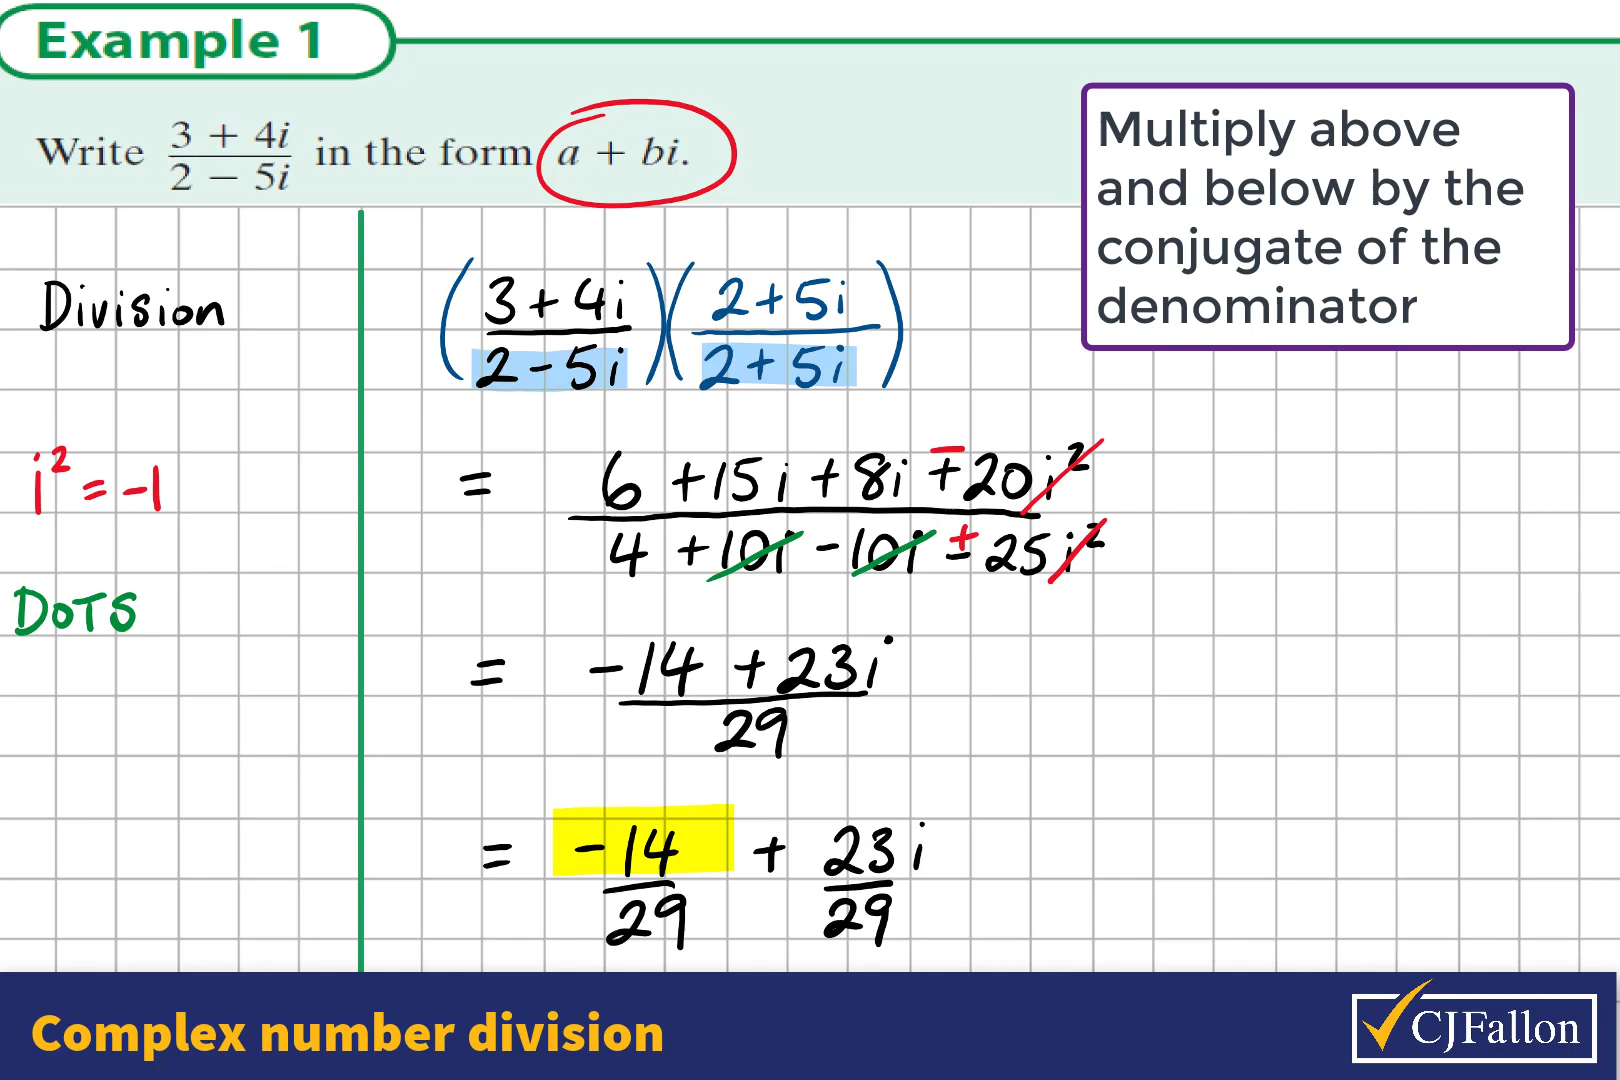 Example 1
Write (3 + 4i)/(2 − 5i) in the form a + bi.
Multiply above
and below by the
conjugate of the
denominator
Division
((3 + 4i)/(2 − 5i))((2 + 5i)/(2 + 5i))
i² = −1
= (6 + 15i + 8i ∓ 20i²)/(4 + 10i − 10i ± 25i²)
DOTS
= (−14 + 23i)/29
= −14/29 + 23/29 i
Complex number division
CJFallon